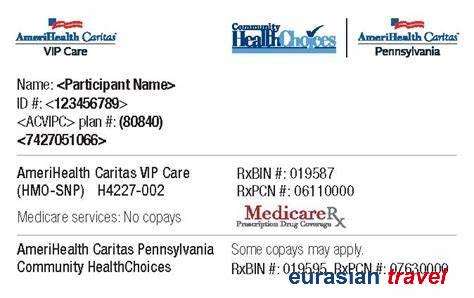 AmeriHealth Caritas
VIP Care
Community
HealthChoices
AmeriHealth Caritas
Pennsylvania
Name: <Participant Name>
ID #: <123456789>
<ACVIPC> plan #: (80840)
<7427051066>
AmeriHealth Caritas VIP Care
(HMO-SNP) H4227-002
Medicare services: No copays
RxBIN #: 019587
RxPCN #: 06110000
MedicareRx
Prescription Drug Coverage
AmeriHealth Caritas Pennsylvania
Community HealthChoices
Some copays may apply.
RxBIN #: 019595, RxPCN #: 07630000
eurasian travel